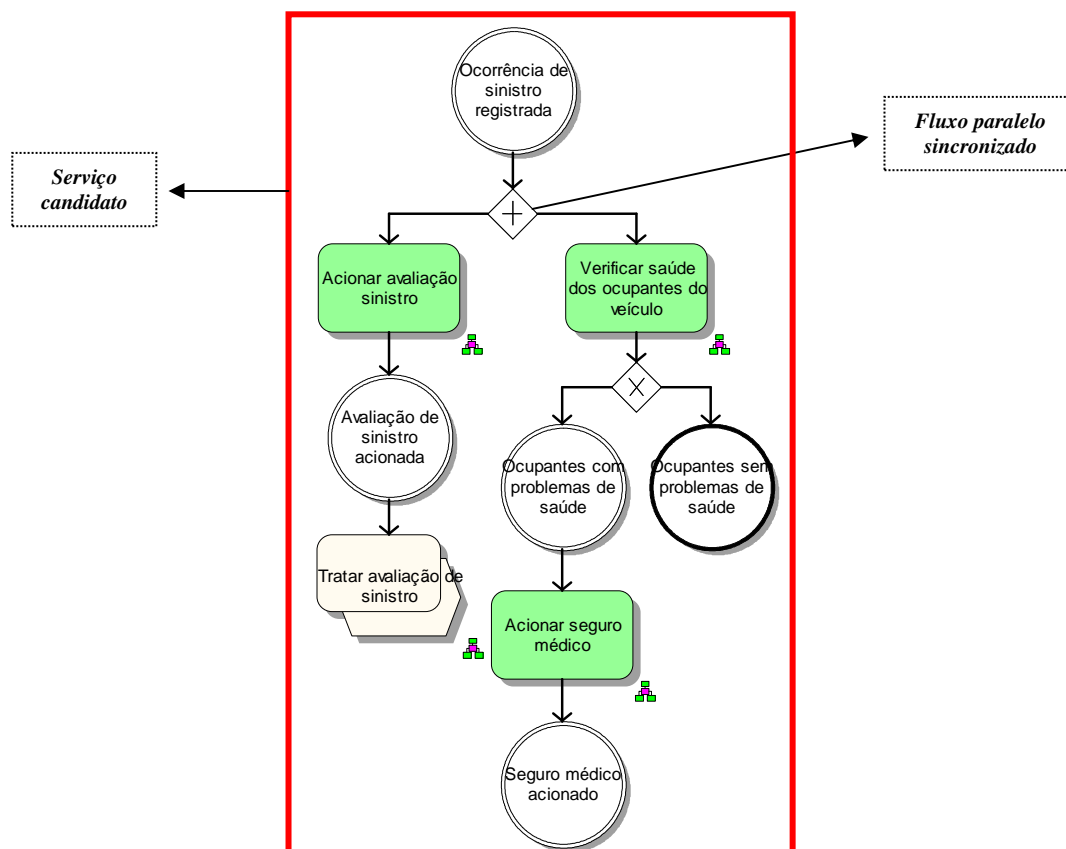 Ocorrência de
sinistro
registrada
Fluxo paralelo
sincronizado
Serviço
candidato
Acionar avaliação
sinistro
Verificar saúde
dos ocupantes do
veículo
Avaliação de
sinistro
acionada
Ocupantes com
problemas de
saúde
Ocupantes sem
problemas de
saúde
Tratar avaliação de
sinistro
Acionar seguro
médico
Seguro médico
acionado